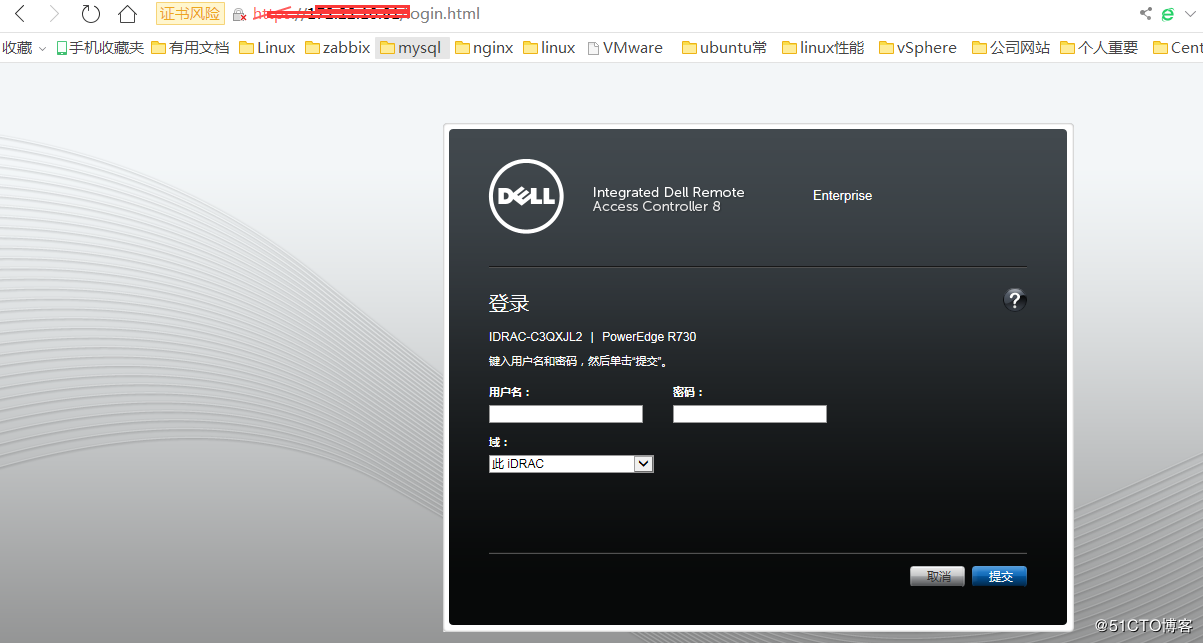 证书风险 login.html
收藏 手机收藏夹 有用文档 Linux zabbix mysql nginx linux VMware ubuntu常 linux性能 vSphere 公司网站 个人重要 Cent
DELL
Integrated Dell Remote
Access Controller 8
Enterprise
登录
?
IDRAC-C3QXJL2 | PowerEdge R730
键入用户名和密码，然后单击“提交”。
用户名： 密码：
域：
此 iDRAC
取消 提交
@51CTO博客